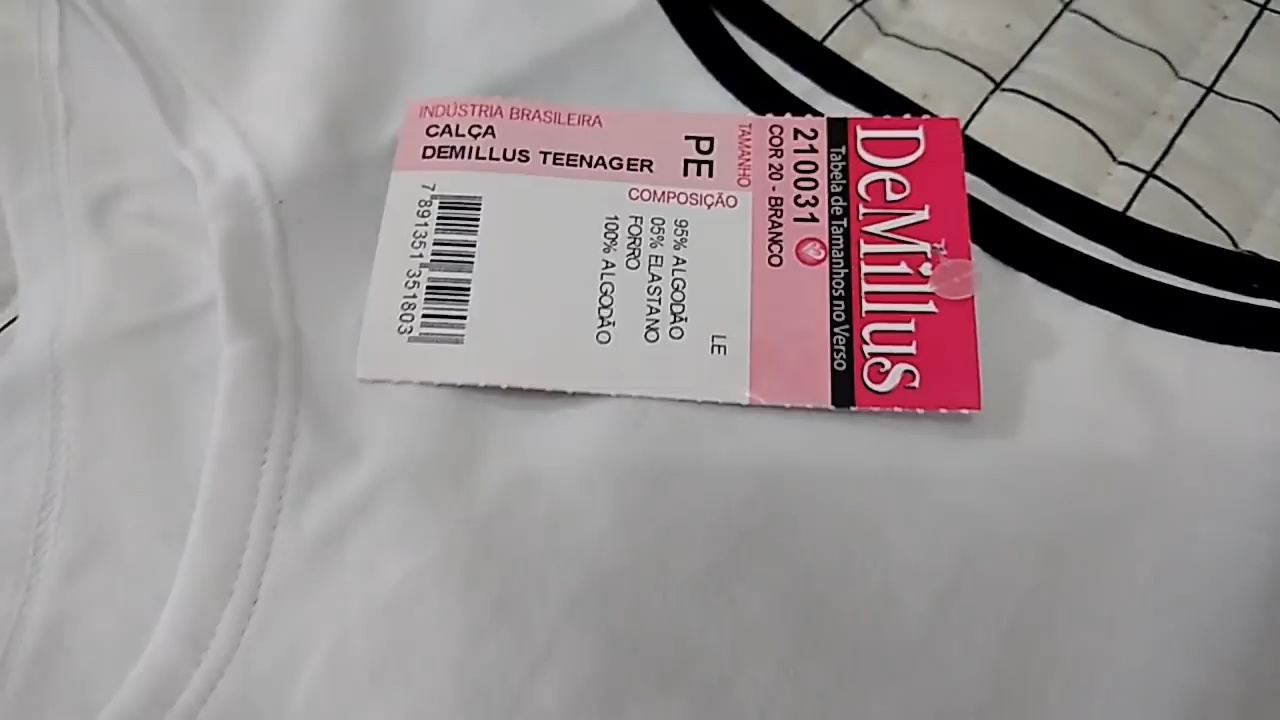 DeMillus
Tabela de Tamanhos no Verso
210031
COR 20 - BRANCO
TAMANHO
PE
INDÚSTRIA BRASILEIRA
CALÇA
DEMILLUS TEENAGER
COMPOSIÇÃO
LE
95% ALGODÃO
05% ELASTANO
FORRO
100% ALGODÃO
7 891351 351803